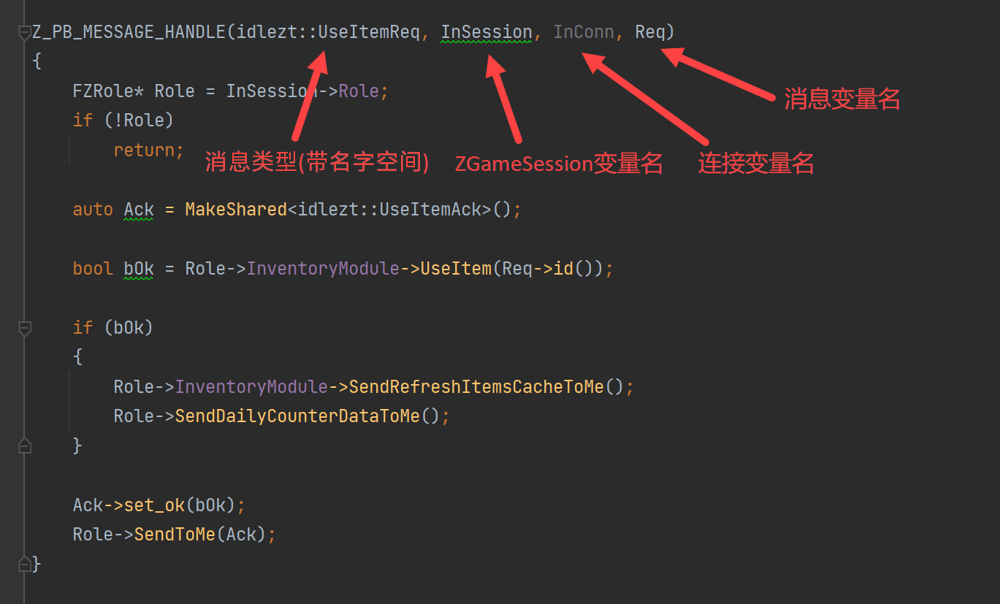 Z_PB_MESSAGE_HANDLE(idlezt::UseItemReq, InSession, InConn, Req)
{
FZRole* Role = InSession->Role;
消息变量名
if (!Role)
return;
消息类型(带名字空间) ZGameSession变量名 连接变量名
auto Ack = MakeShared<idlezt::UseItemAck>();
bool bOk = Role->InventoryModule->UseItem(Req->id());
if (bOk)
{
Role->InventoryModule->SendRefreshItemsCacheToMe();
Role->SendDailyCounterDataToMe();
}
Ack->set_ok(bOk);
Role->SendToMe(Ack);
}